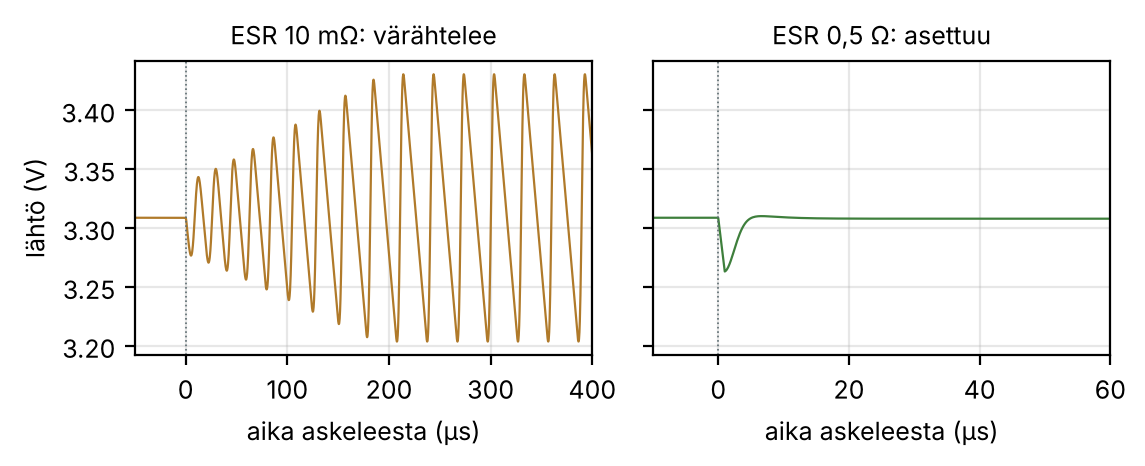 ESR 10 mΩ: värähtelee
ESR 0,5 Ω: asettuu
lähtö (V)
3.40
3.35
3.30
3.25
3.20
0
100
200
300
400
0
20
40
60
aika askeleesta (µs)
aika askeleesta (µs)